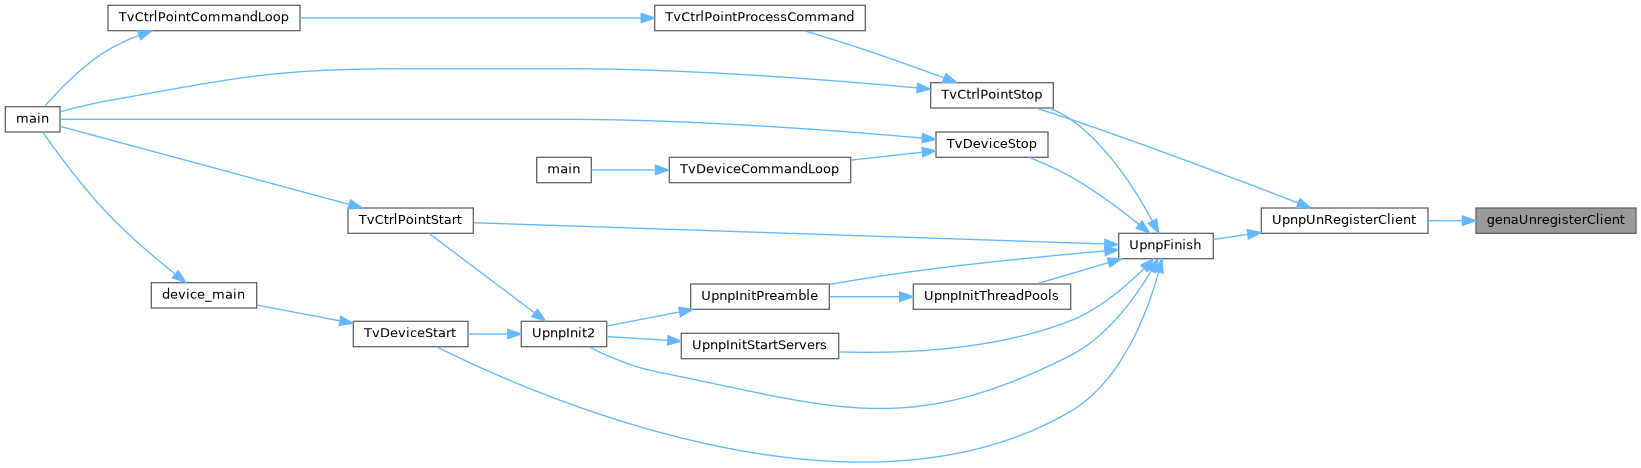 TvCtrlPointCommandLoop
TvCtrlPointProcessCommand
TvCtrlPointStop
main
TvDeviceStop
main
TvDeviceCommandLoop
TvCtrlPointStart
UpnpUnRegisterClient
genaUnregisterClient
UpnpFinish
device_main
UpnpInitPreamble
UpnpInitThreadPools
TvDeviceStart
UpnpInit2
UpnpInitStartServers